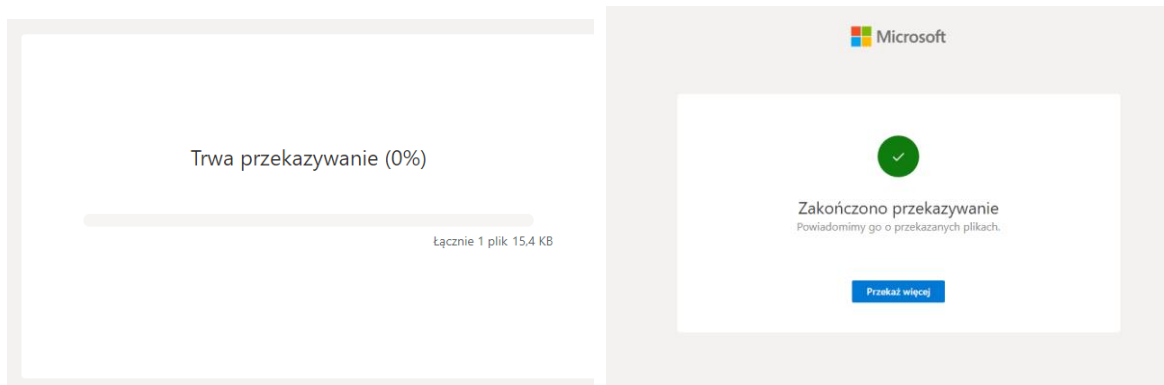 Trwa przekazywanie (0%)
Łącznie 1 plik 15,4 KB
Microsoft
Zakończono przekazywanie
Powiadomimy go o przekazanych plikach.
Przekaż więcej